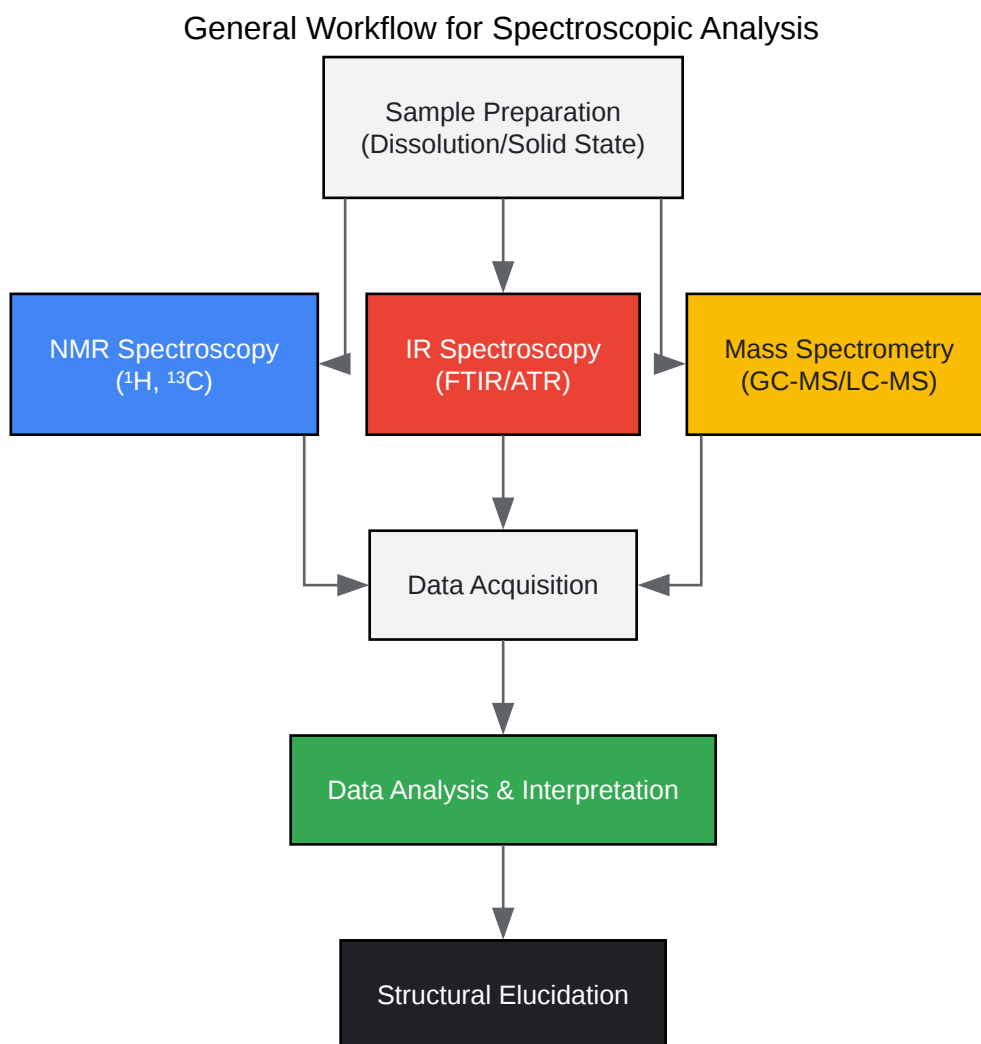 General Workflow for Spectroscopic Analysis
Sample Preparation
(Dissolution/Solid State)
NMR Spectroscopy
(¹H, ¹³C)
IR Spectroscopy
(FTIR/ATR)
Mass Spectrometry
(GC-MS/LC-MS)
Data Acquisition
Data Analysis & Interpretation
Structural Elucidation